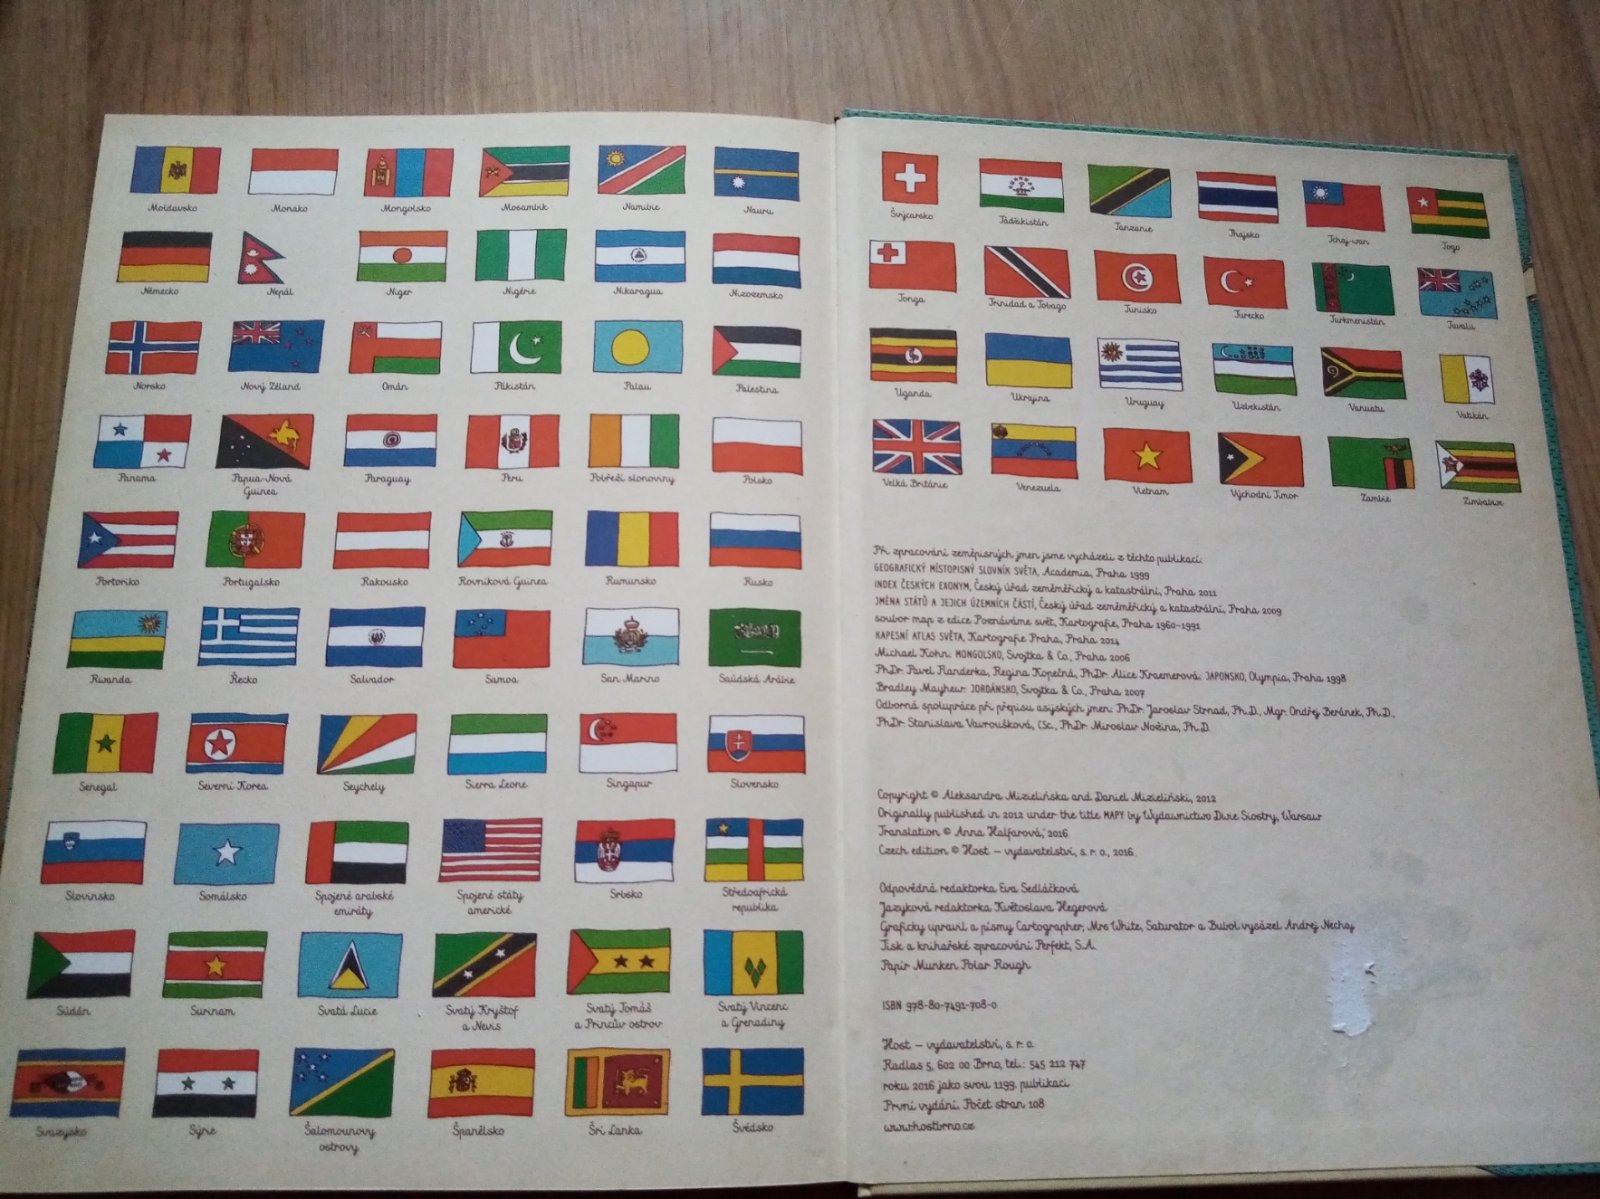 Moldavsko Monako Mongolsko Mosambik Namibie Nauru
Německo Nepál Niger Nigérie Nikaragua Nizozemsko
Norsko Nový Zéland Omán Pákistán Palau Palestina
Panama Papua-Nová Guinea Paraguay Peru Pobřeží slonoviny Polsko
Portoriko Portugalsko Rakousko Rovníková Guinea Rumunsko Rusko
Rwanda Řecko Salvador Samoa San Marino Saúdská Arábie
Senegal Severní Korea Seychely Sierra Leone Singapur Slovensko
Slovinsko Somálsko Spojené arabské emiráty Spojené státy americké Srbsko Středoafrická republika
Súdán Surinam Svatá Lucie Svatý Kryštof a Nevis Svatý Tomáš a Princův ostrov Svatý Vincenc a Grenadiny
Svazijsko Sýrie Šalomounovy ostrovy Španělsko Šrí Lanka Švédsko
Švýcarsko Tádžikistán Tanzanie Thajsko Tchaj-wan Togo
Tonga Trinidad a Tobago Tunisko Turecko Turkmenistán Tuvalu
Uganda Ukrajina Uruguay Uzbekistán Vanuatu Vatikán
Velká Británie Venezuela Vietnam Východní Timor Zambie Zimbabwe
Při zpracování zeměpisných jmen jsme vycházeli z těchto publikací:
GEOGRAFICKÝ MÍSTOPISNÝ SLOVNÍK SVĚTA, Academia, Praha 1999
INDEX ČESKÝCH EXONYM, Český úřad zeměměřický a katastrální, Praha 2011
JMÉNA STÁTŮ A JEJICH ÚZEMNÍCH ČÁSTÍ, Český úřad zeměměřický a katastrální, Praha 2009
soubor map z edice Poznáváme svět, Kartografie, Praha 1960–1991
KAPESNÍ ATLAS SVĚTA, Kartografie Praha, Praha 2014
Michael Kohn: MONGOLSKO, Svojtka & Co., Praha 2006
PhDr. Pavel Flanderka, Regina Kopečná, PhDr. Alice Kraemerová: JAPONSKO, Olympia, Praha 1998
Bradley Mayhew: JORDÁNSKO, Svojtka & Co., Praha 2007
Odborná spolupráce při přepisu asijských jmen: PhDr. Jaroslav Strnad, Ph.D., Mgr. Ondřej Beránek, Ph.D.,
PhDr. Stanislava Vavroušková, CSc., PhDr. Miroslav Nožina, Ph.D.
Copyright © Aleksandra Mizielińska and Daniel Mizieliński, 2012
Originally published in 2012 under the title MAPY by Wydawnictwo Dwie Siostry, Warsaw
Translation © Anna Halfarová, 2016
Czech edition © Host – vydavatelství, s. r. o., 2016
Odpovědná redaktorka Eva Sedláčková
Jazyková redaktorka Květoslava Hegerová
Graficky upravil a písmy Cartographer, Mrs White, Saturator a Bubol vysázel Andrej Nechaj
Tisk a knihařské zpracování Perfekt, S.A.
Papír Munken Polar Rough
ISBN 978-80-7491-708-0
Host – vydavatelství, s. r. o.
Radlas 5, 602 00 Brno, tel.: 545 212 747
roku 2016 jako svou 1199. publikaci
První vydání. Počet stran 108
www.hostbrno.cz